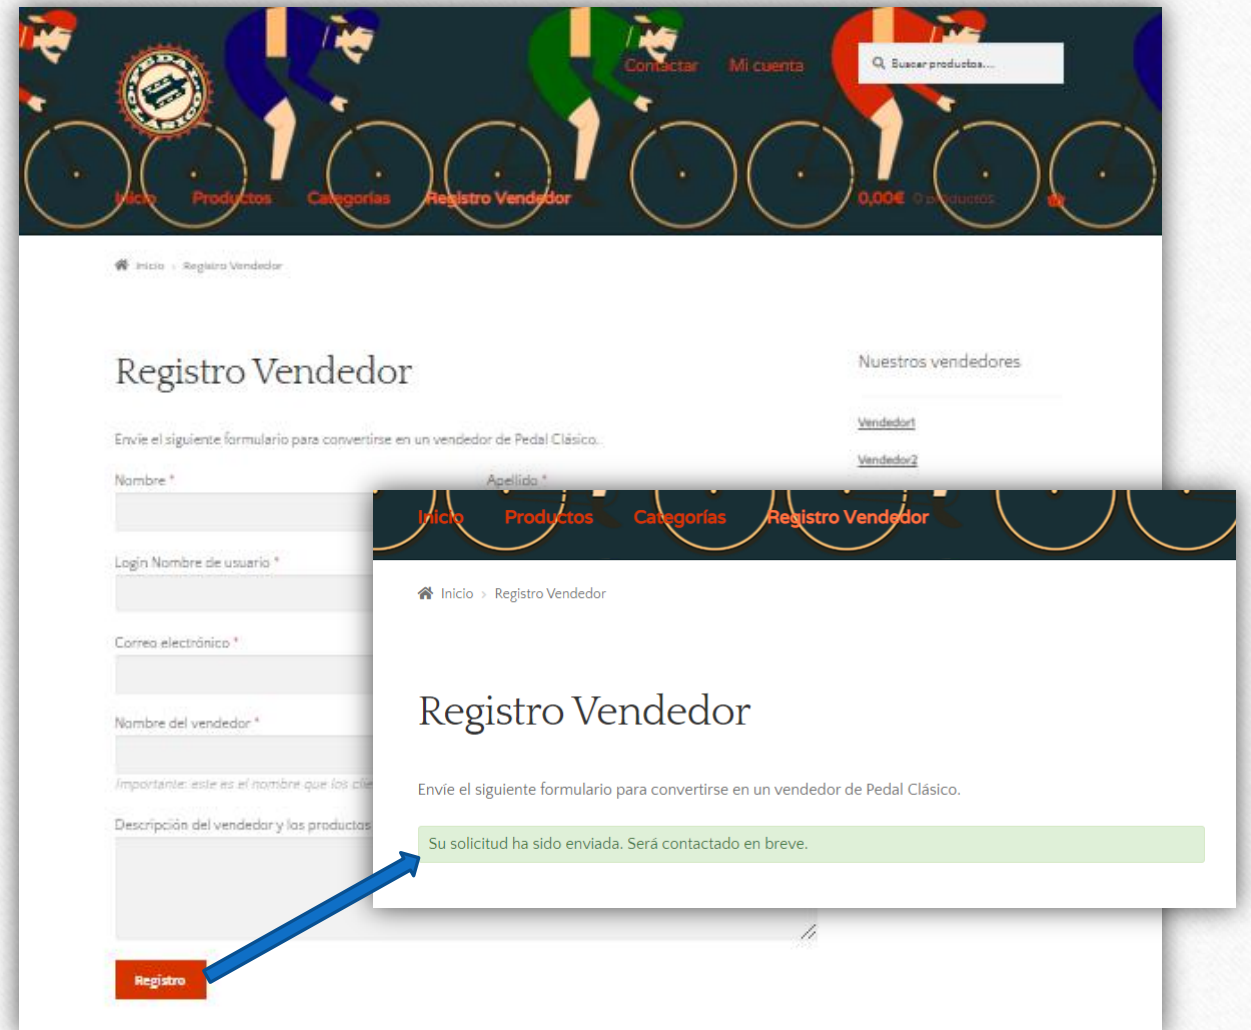 PEDAL
CLASICO
Contactar Mi cuenta
Buscar productos...
Inicio Productos Categorías Registro Vendedor
0,00€ 0 productos
Inicio › Registro Vendedor
Registro Vendedor
Nuestros vendedores
Envíe el siguiente formulario para convertirse en un vendedor de Pedal Clásico.
Vendedor1
Vendedor2
Nombre *
Apellido *
Login Nombre de usuario *
Correo electrónico *
Nombre del vendedor *
Importante: este es el nombre que los clie
Descripción del vendedor y los productos
Registro
Inicio Productos Categorías Registro Vendedor
Inicio › Registro Vendedor
Registro Vendedor
Envíe el siguiente formulario para convertirse en un vendedor de Pedal Clásico.
Su solicitud ha sido enviada. Será contactado en breve.